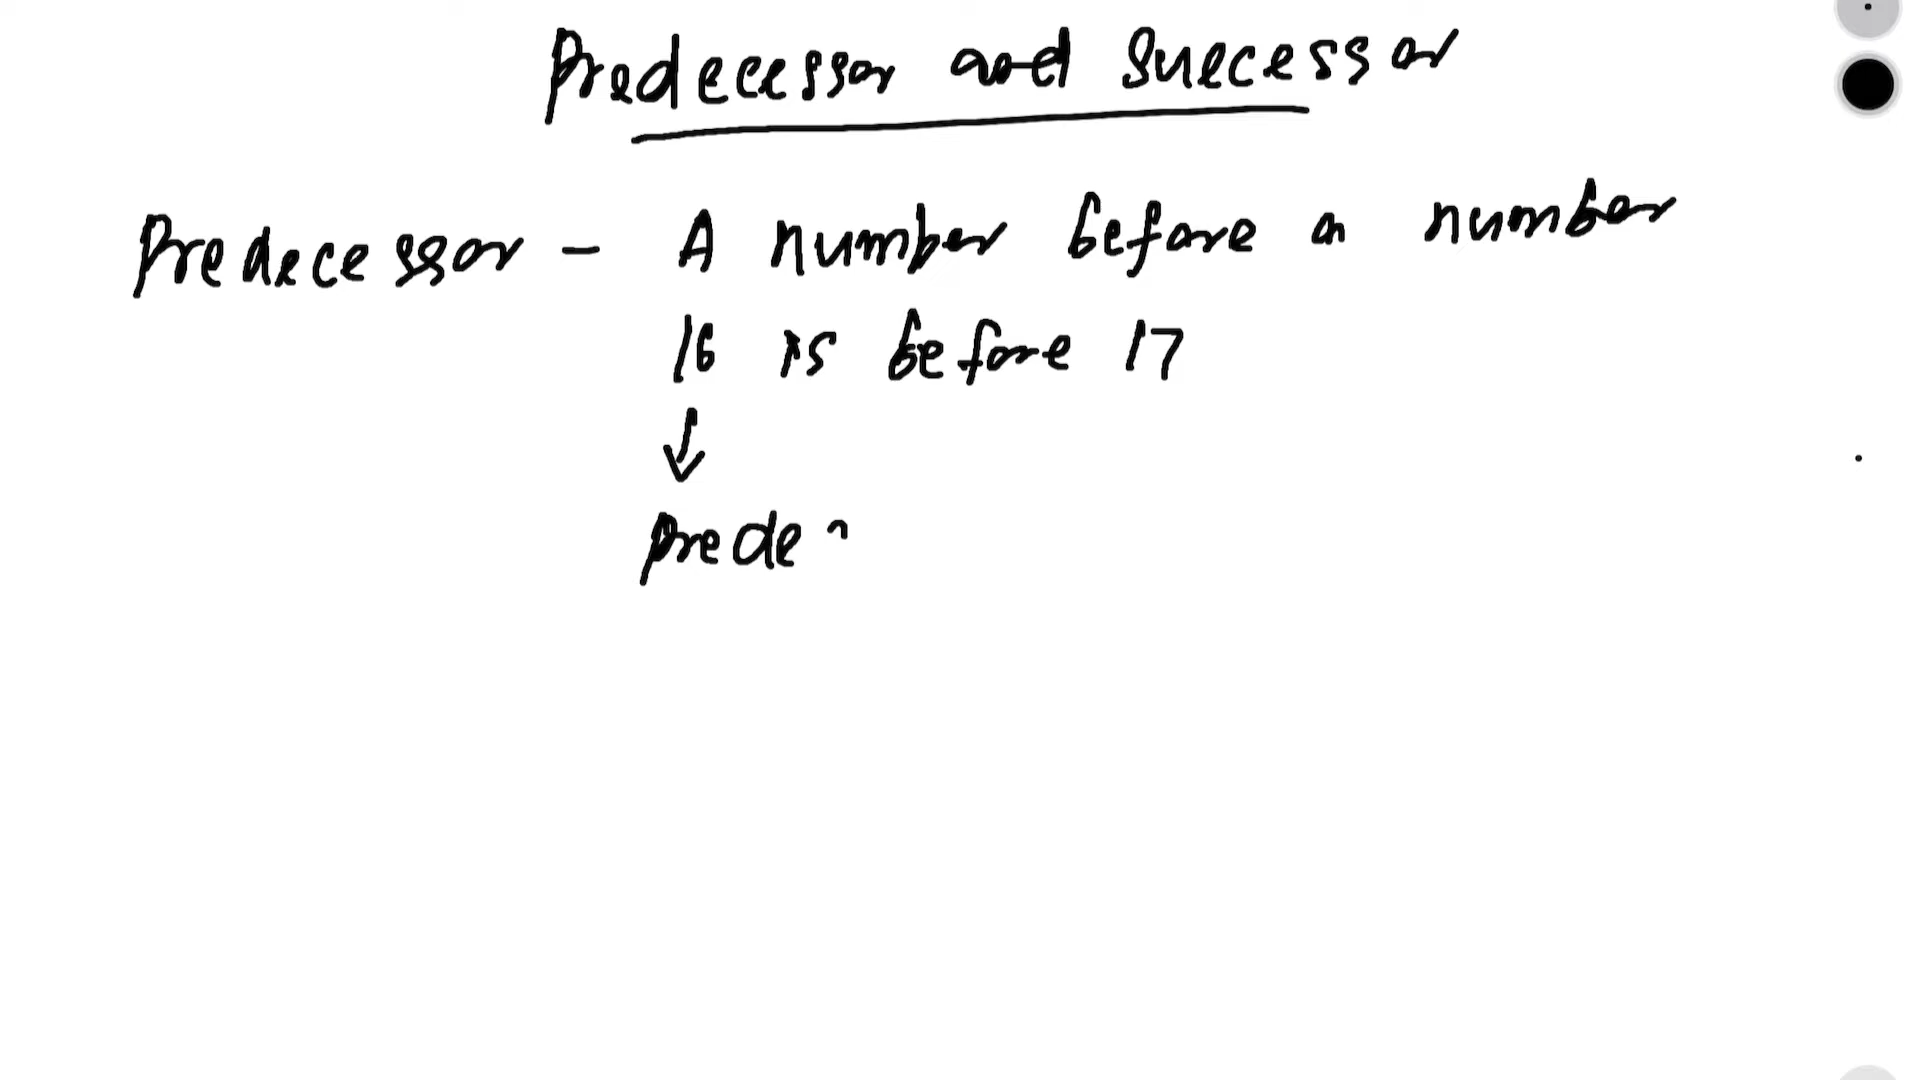 Predecessor and Successor
Predecessor - A number before a number
16 is before 17
↓
prede